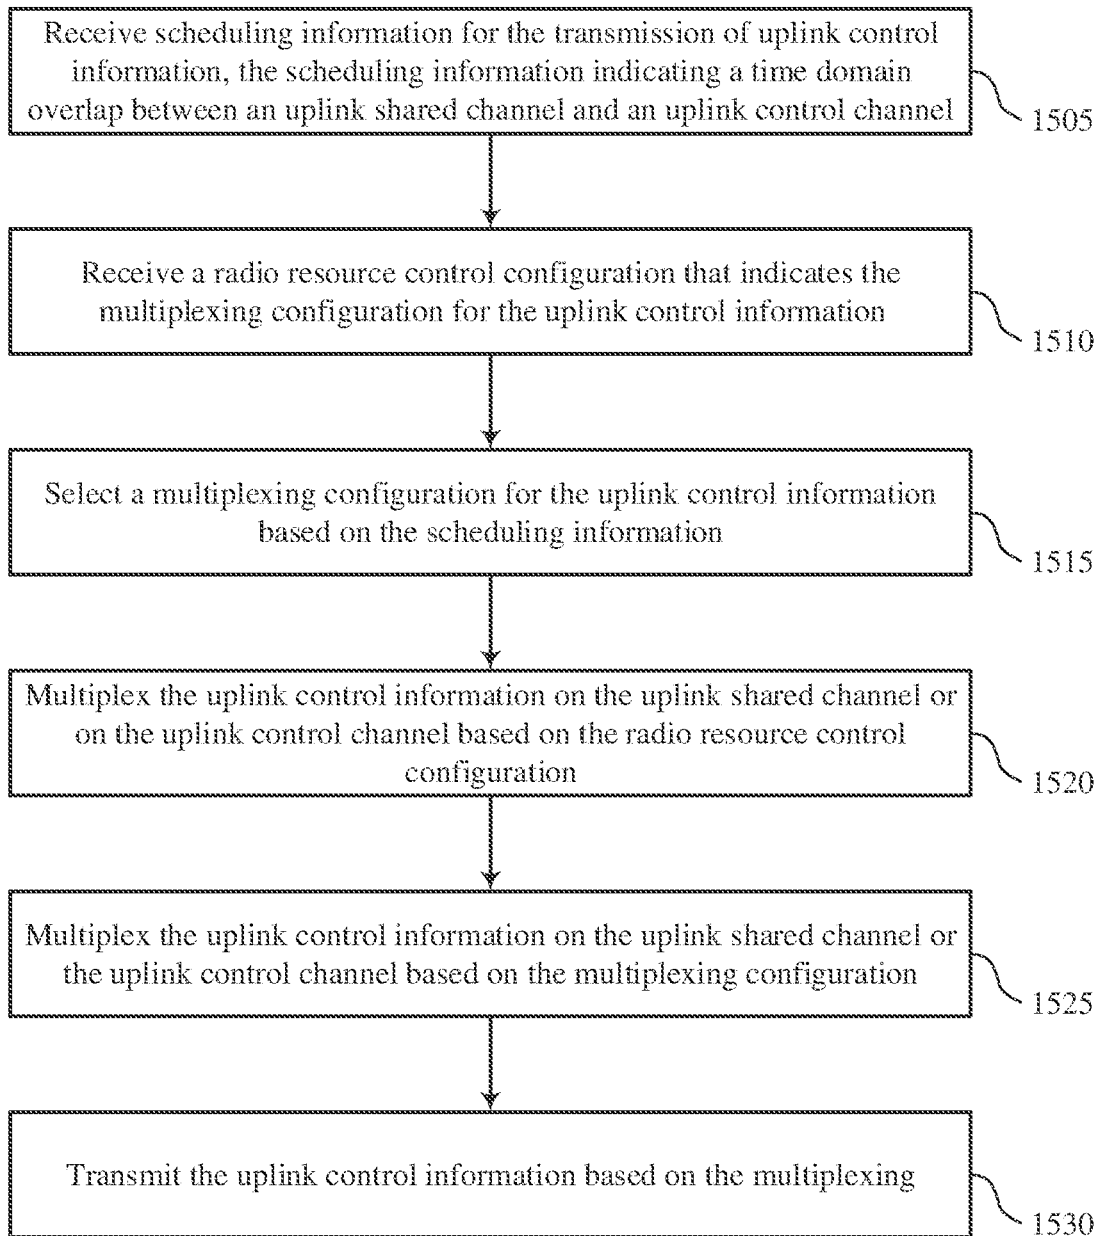 Receive scheduling information for the transmission of uplink control
information, the scheduling information indicating a time domain
overlap between an uplink shared channel and an uplink control channel
1505
Receive a radio resource control configuration that indicates the
multiplexing configuration for the uplink control information
1510
Select a multiplexing configuration for the uplink control information
based on the scheduling information
1515
Multiplex the uplink control information on the uplink shared channel or
on the uplink control channel based on the radio resource control
configuration
1520
Multiplex the uplink control information on the uplink shared channel or
the uplink control channel based on the multiplexing configuration
1525
Transmit the uplink control information based on the multiplexing
1530